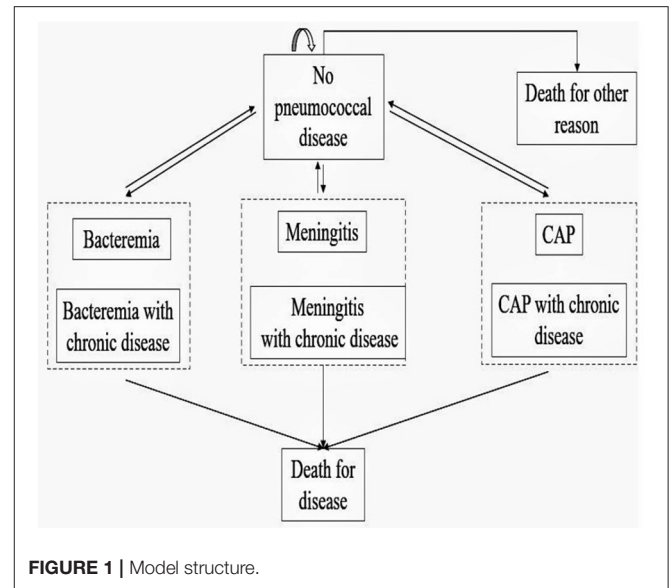 No
pneumococcal
disease
Death for other
reason
Bacteremia
Bacteremia with
chronic disease
Meningitis
Meningitis
with chronic disease
CAP
CAP with chronic
disease
Death for
disease
FIGURE 1 | Model structure.